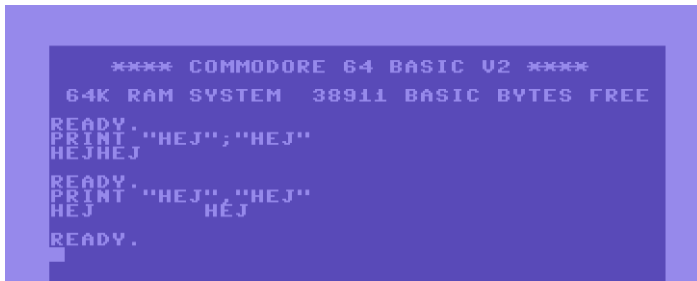 **** COMMODORE 64 BASIC V2 ****
64K RAM SYSTEM  38911 BASIC BYTES FREE
READY.
PRINT "HEJ";"HEJ"
HEJHEJ
READY.
PRINT "HEJ","HEJ"
HEJ       HEJ
READY.